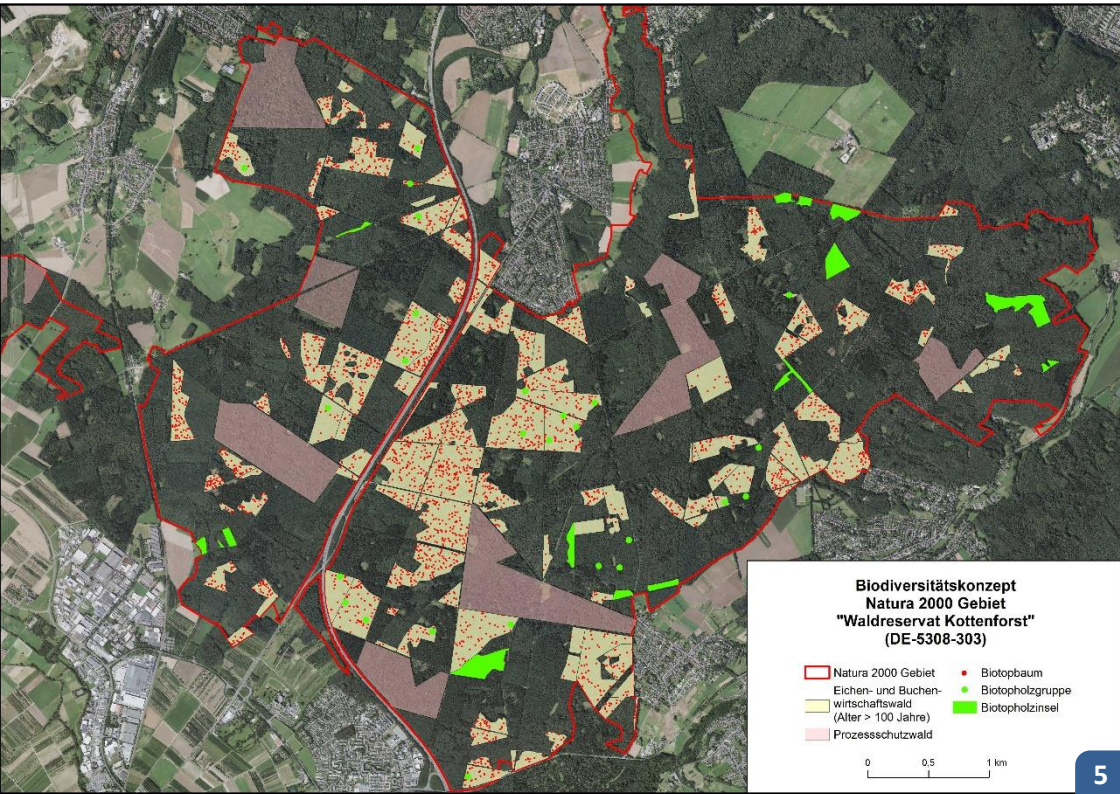 Biodiversitätskonzept
Natura 2000 Gebiet
"Waldreservat Kottenforst"
(DE-5308-303)
Natura 2000 Gebiet
Eichen- und Buchen-
wirtschaftswald
(Alter > 100 Jahre)
Prozessschutzwald
Biotopbaum
Biotopholzgruppe
Biotopholzinsel
0 0,5 1 km
5